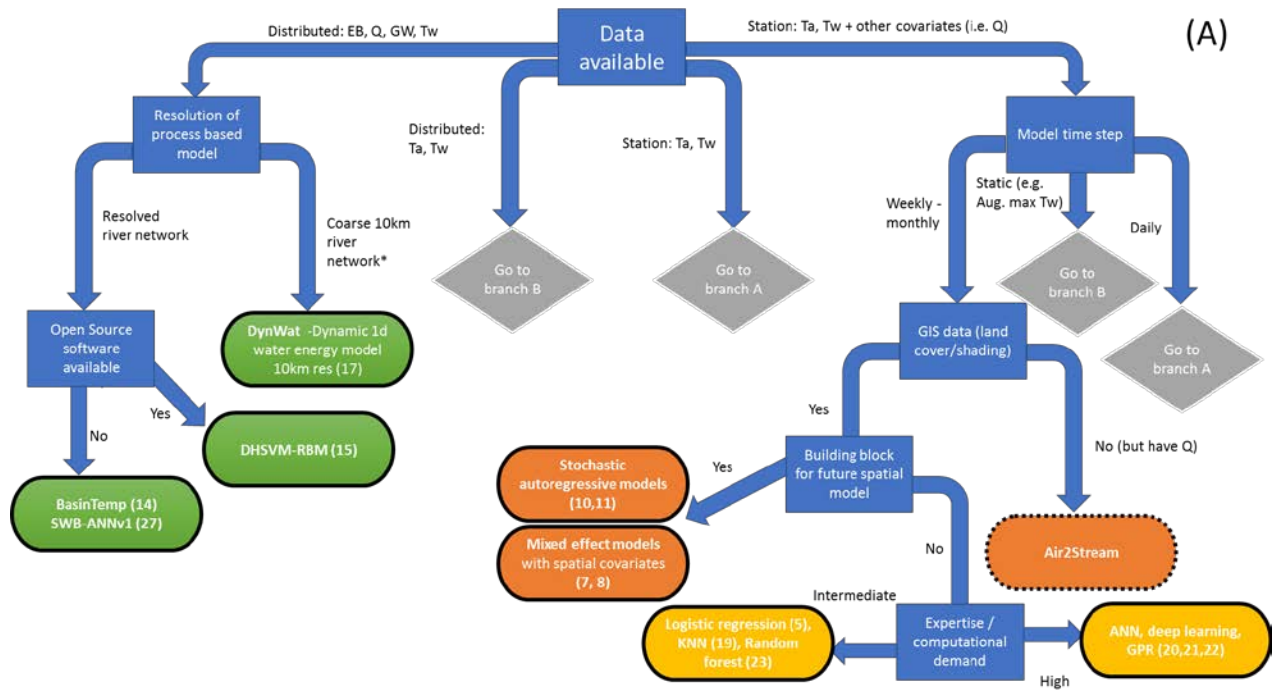 (A)
Data
available
Distributed: EB, Q, GW, Tw
Station: Ta, Tw + other covariates (i.e. Q)
Resolution of
process based
model
Distributed:
Ta, Tw
Station: Ta, Tw
Model time step
Resolved
river network
Coarse 10km
river
network*
Go to
branch B
Go to
branch A
Weekly -
monthly
Static (e.g.
Aug. max Tw)
Daily
Go to
branch B
Go to
branch A
Open Source
software
available
DynWat -Dynamic 1d
water energy model
10km res (17)
GIS data (land
cover/shading)
No
Yes
DHSVM-RBM (15)
BasinTemp (14)
SWB-ANNv1 (27)
Yes
No (but have Q)
Building block
for future spatial
model
Yes
Stochastic
autoregressive models
(10,11)
Mixed effect models
with spatial covariates
(7, 8)
No
Air2Stream
Intermediate
Expertise /
computational
demand
High
Logistic regression (5),
KNN (19), Random
forest (23)
ANN, deep learning,
GPR (20,21,22)